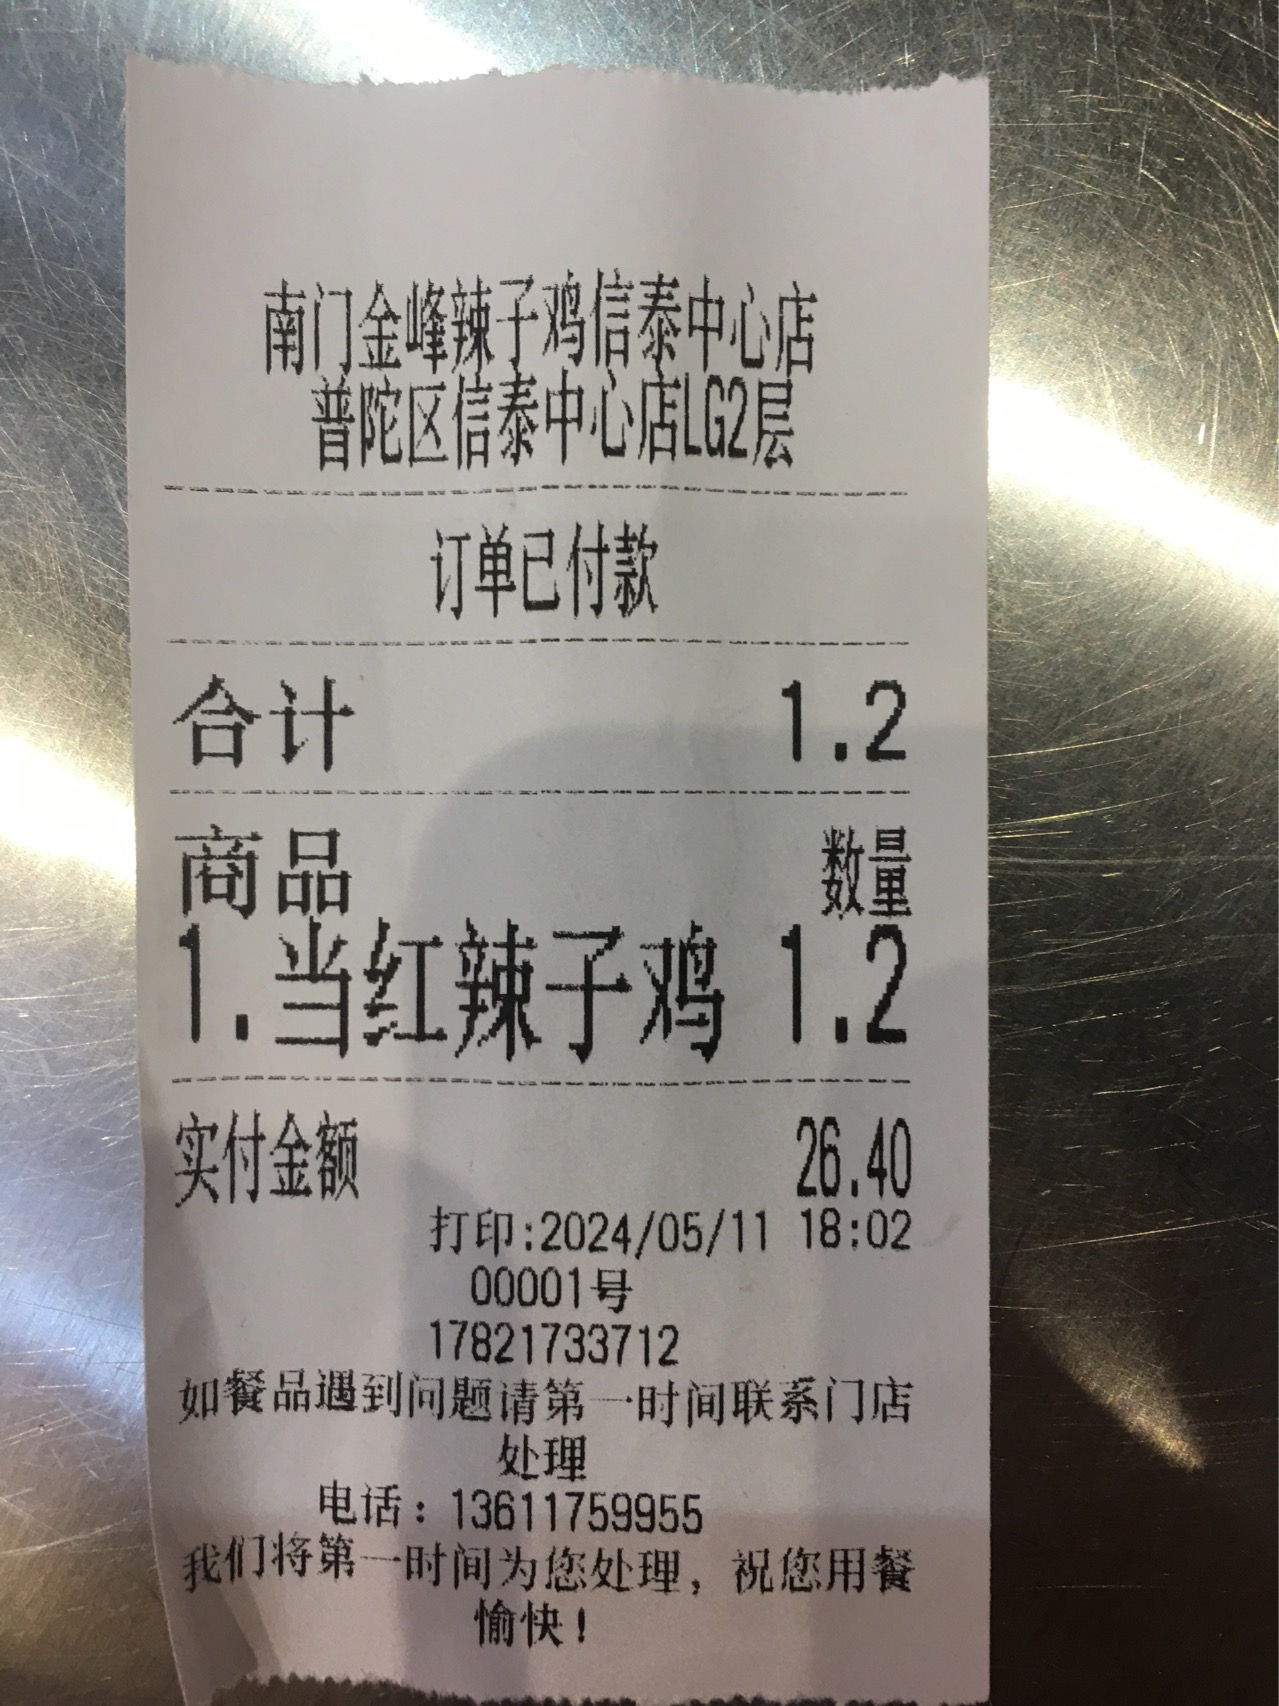 南门金峰辣子鸡信泰中心店
普陀区信泰中心店LG2层
订单已付款
合计 1.2
商品 数量
1.当红辣子鸡 1.2
实付金额 26.40
打印:2024/05/11 18:02
00001号
17821733712
如餐品遇到问题请第一时间联系门店
处理
电话：13611759955
我们将第一时间为您处理，祝您用餐
愉快！